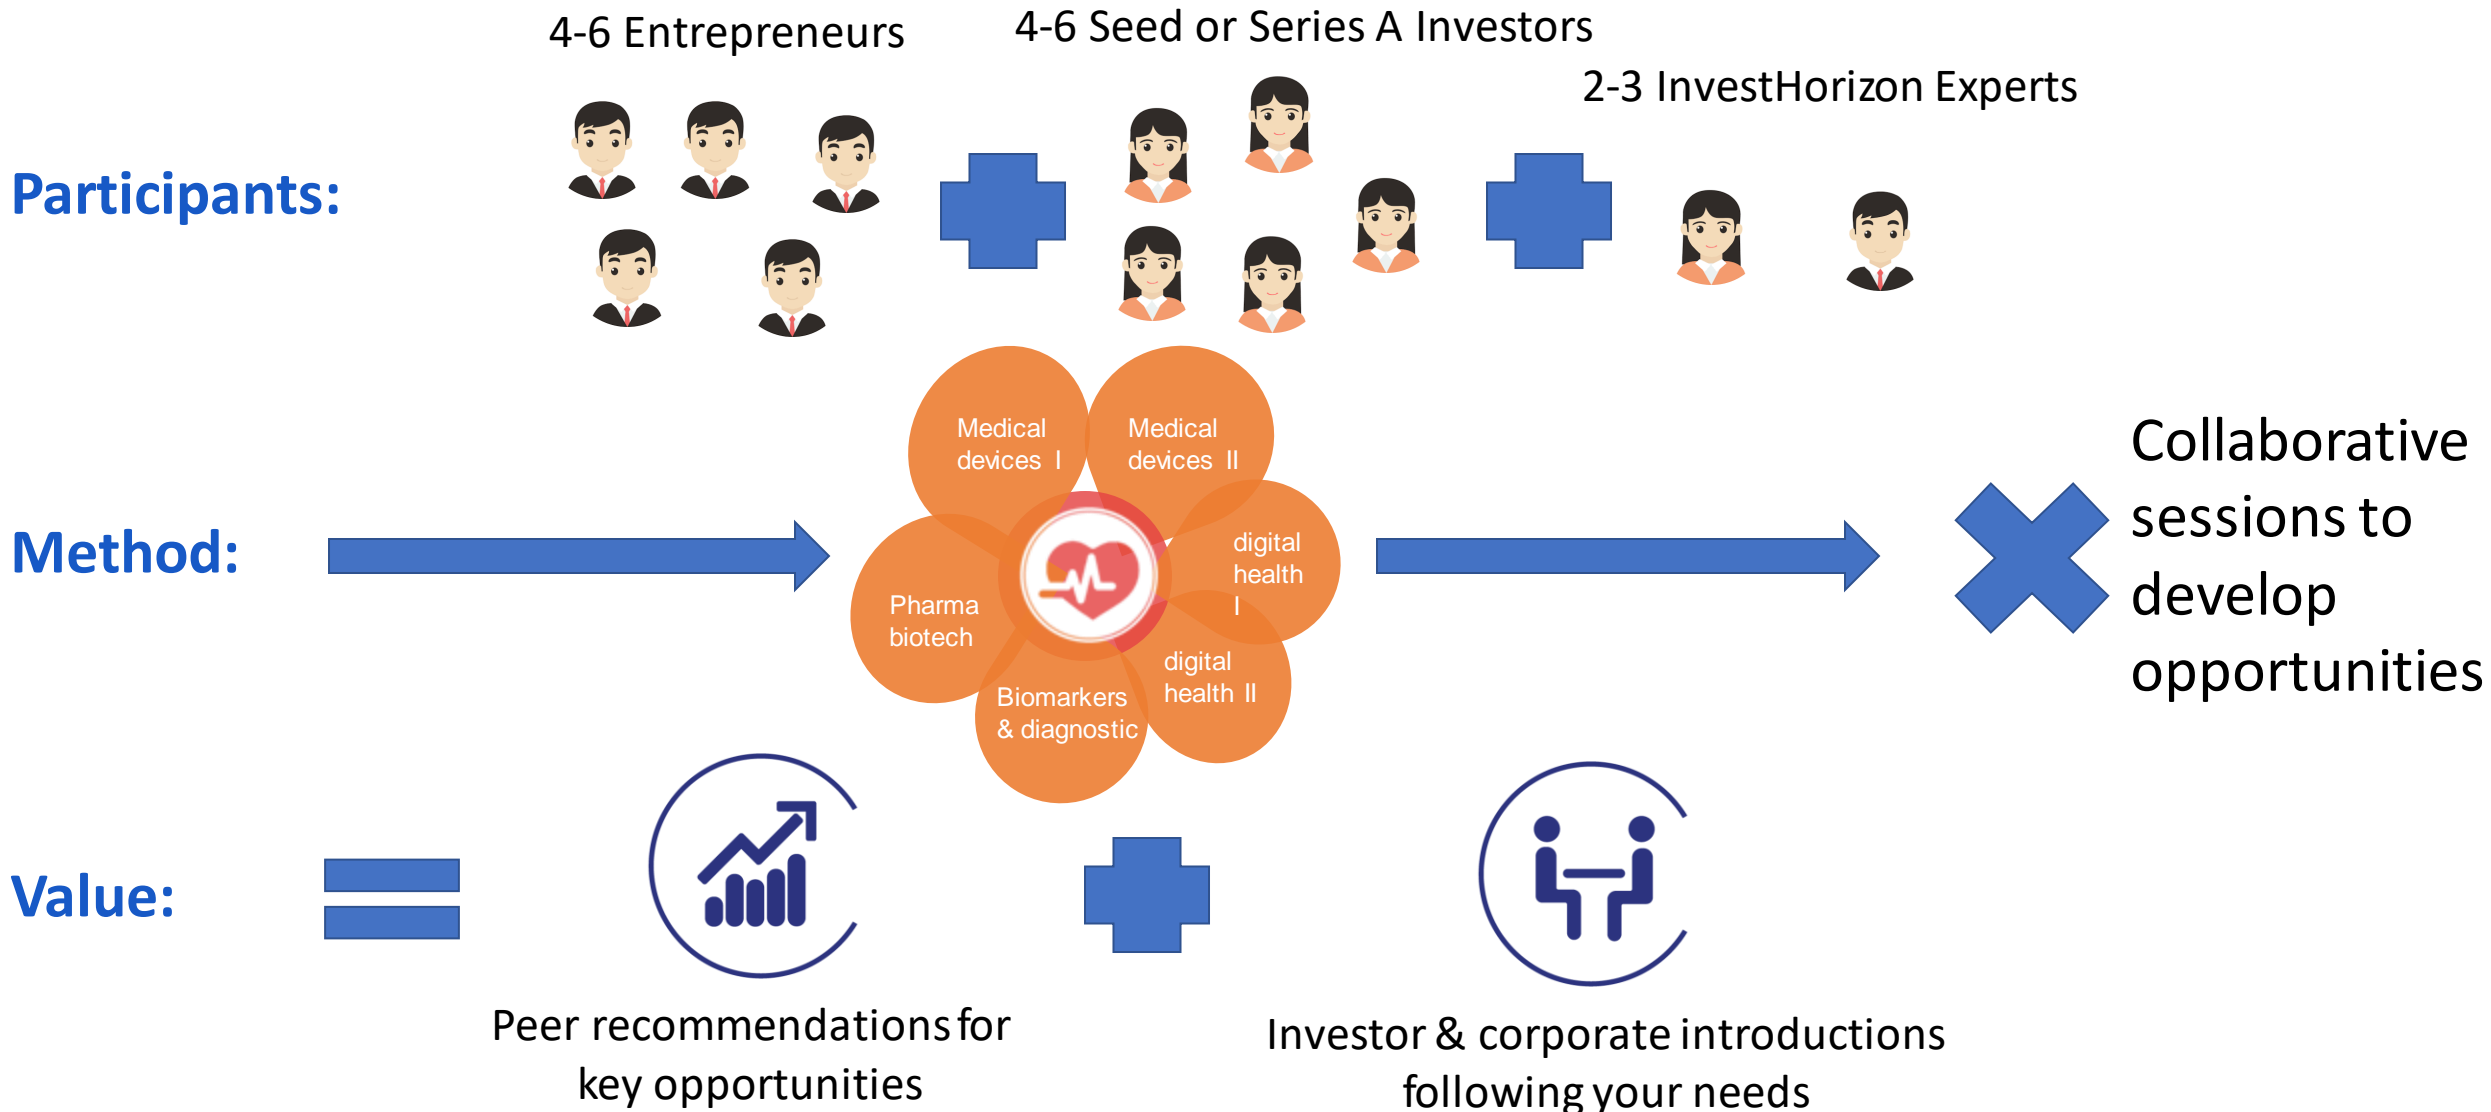 4-6 Entrepreneurs
4-6 Seed or Series A Investors
2-3 InvestHorizon Experts
Participants:
Medical
devices I
Medical
devices II
Method:
digital
health
I
Pharma
biotech
digital
health II
Biomarkers
& diagnostic
Collaborative
sessions to
develop
opportunities
Value:
Peer recommendations for
key opportunities
Investor & corporate introductions
following your needs